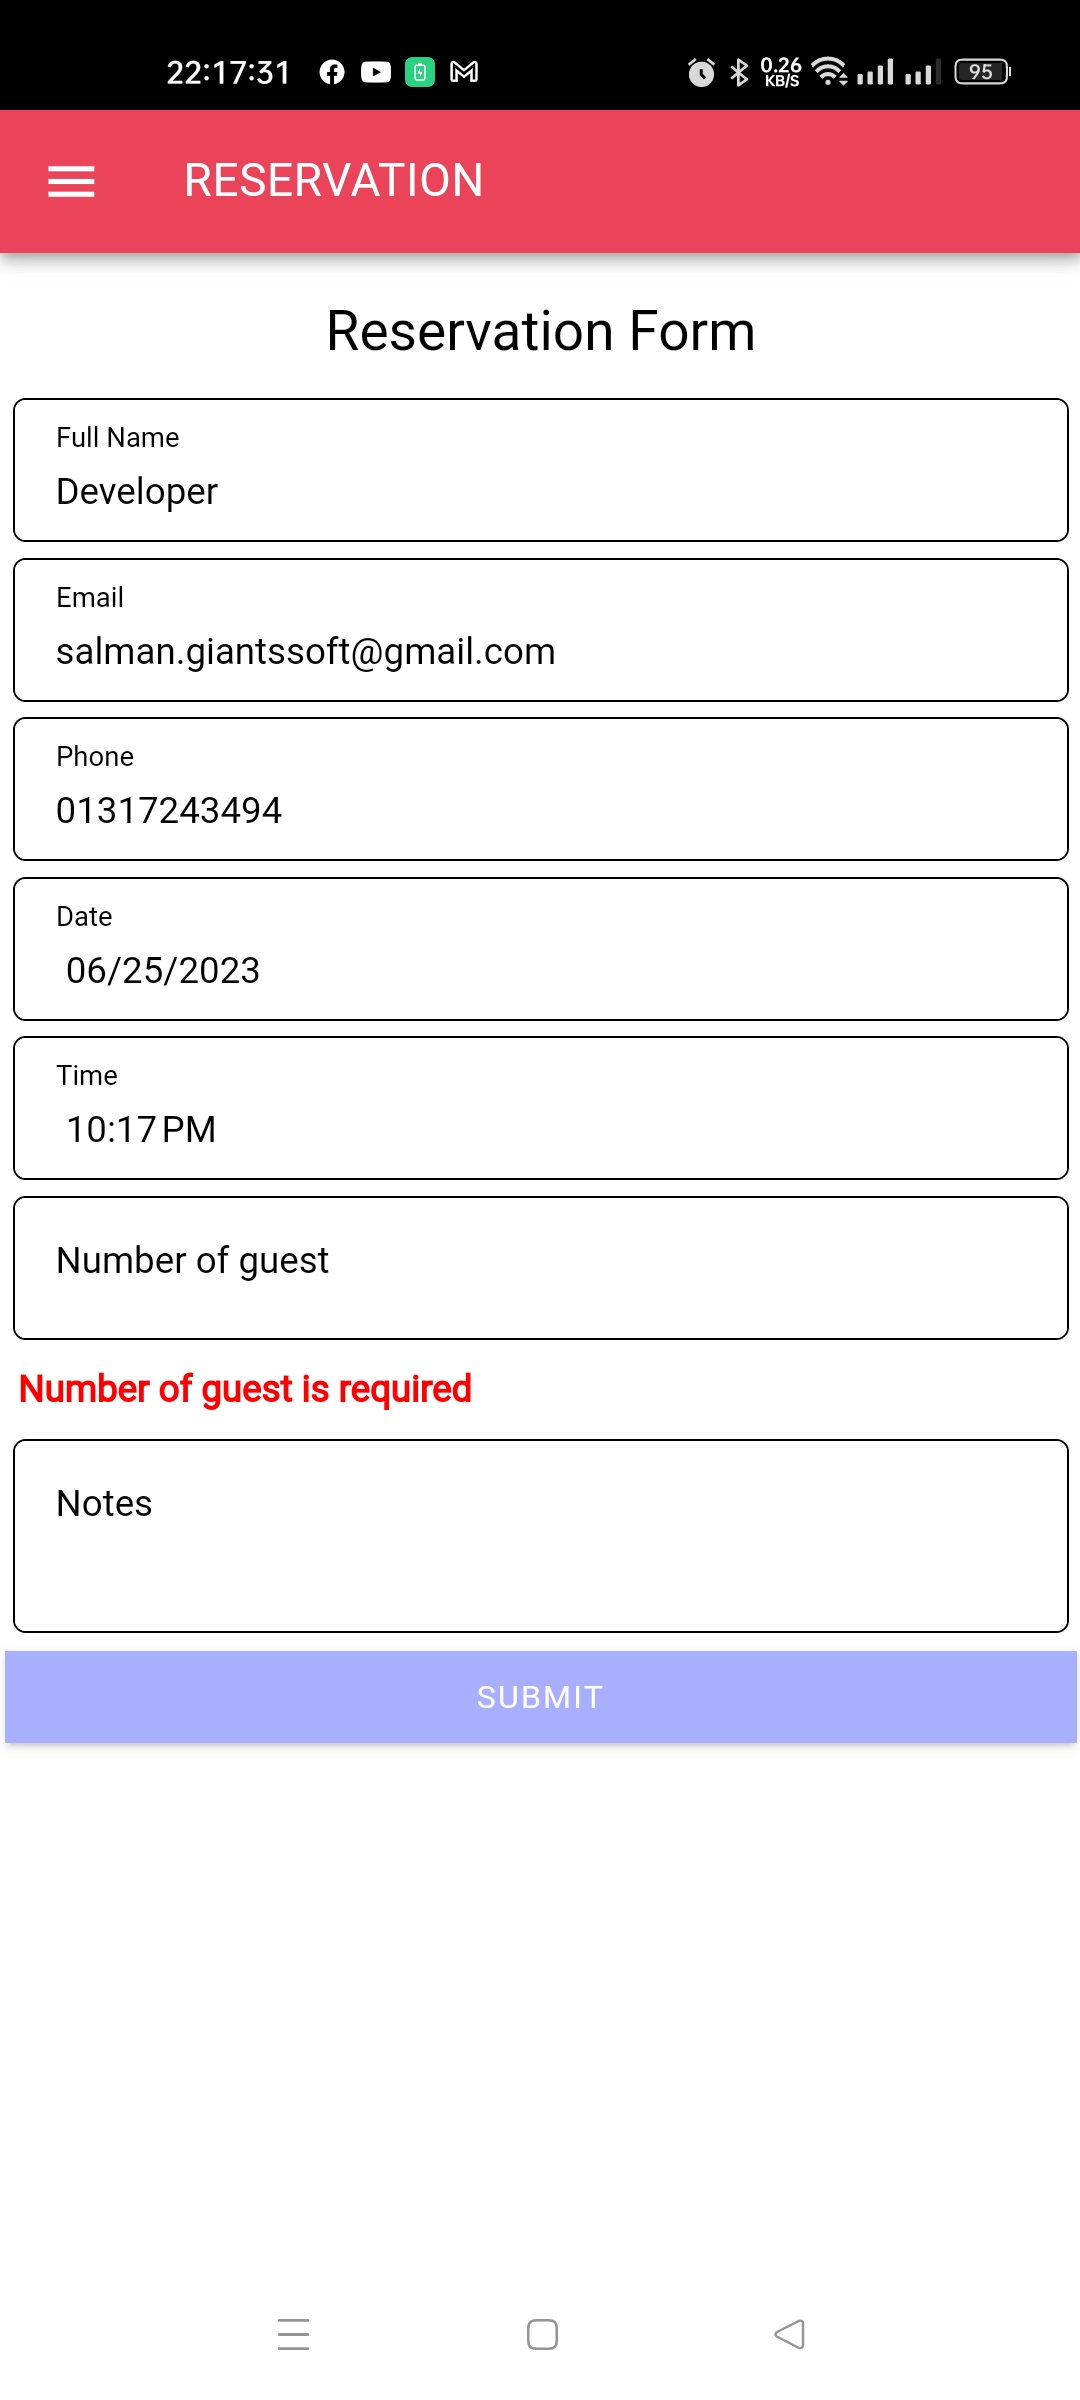 22:17:31 0.26 KB/S 95
RESERVATION
Reservation Form
Full Name
Developer
Email
salman.giantssoft@gmail.com
Phone
01317243494
Date
06/25/2023
Time
10:17 PM
Number of guest
Number of guest is required
Notes
SUBMIT